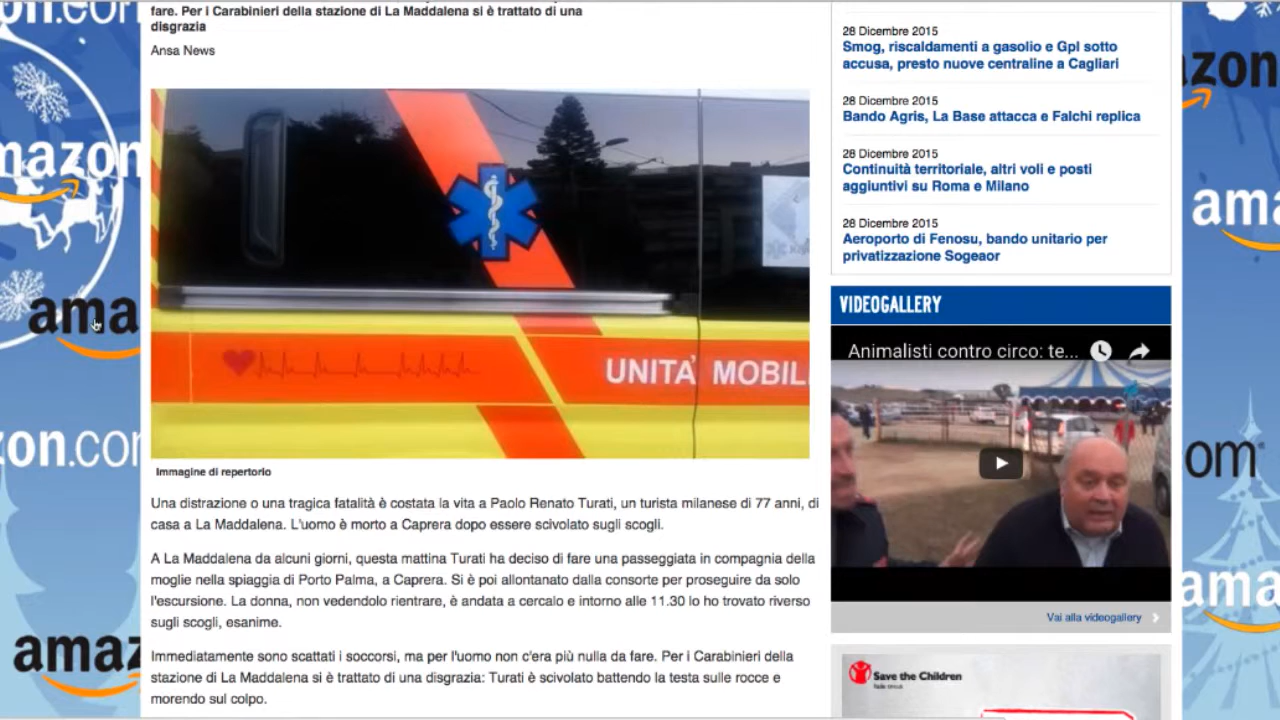 fare. Per i Carabinieri della stazione di La Maddalena si è trattato di una
disgrazia
Ansa News
UNITA' MOBIL
Immagine di repertorio
Una distrazione o una tragica fatalità è costata la vita a Paolo Renato Turati, un turista milanese di 77 anni, di
casa a La Maddalena. L'uomo è morto a Caprera dopo essere scivolato sugli scogli.
A La Maddalena da alcuni giorni, questa mattina Turati ha deciso di fare una passeggiata in compagnia della
moglie nella spiaggia di Porto Palma, a Caprera. Si è poi allontanato dalla consorte per proseguire da solo
l'escursione. La donna, non vedendolo rientrare, è andata a cercalo e intorno alle 11.30 lo ho trovato riverso
sugli scogli, esanime.
Immediatamente sono scattati i soccorsi, ma per l'uomo non c'era più nulla da fare. Per i Carabinieri della
stazione di La Maddalena si è trattato di una disgrazia: Turati è scivolato battendo la testa sulle rocce e
morendo sul colpo.
28 Dicembre 2015
Smog, riscaldamenti a gasolio e Gpl sotto
accusa, presto nuove centraline a Cagliari
28 Dicembre 2015
Bando Agris, La Base attacca e Falchi replica
28 Dicembre 2015
Continuità territoriale, altri voli e posti
aggiuntivi su Roma e Milano
28 Dicembre 2015
Aeroporto di Fenosu, bando unitario per
privatizzazione Sogeaor
VIDEOGALLERY
Animalisti contro circo: te...
Vai alla videogallery
Save the Children
on.com
mazon
ama
zon.com
amaz
azon
ama
om
ama